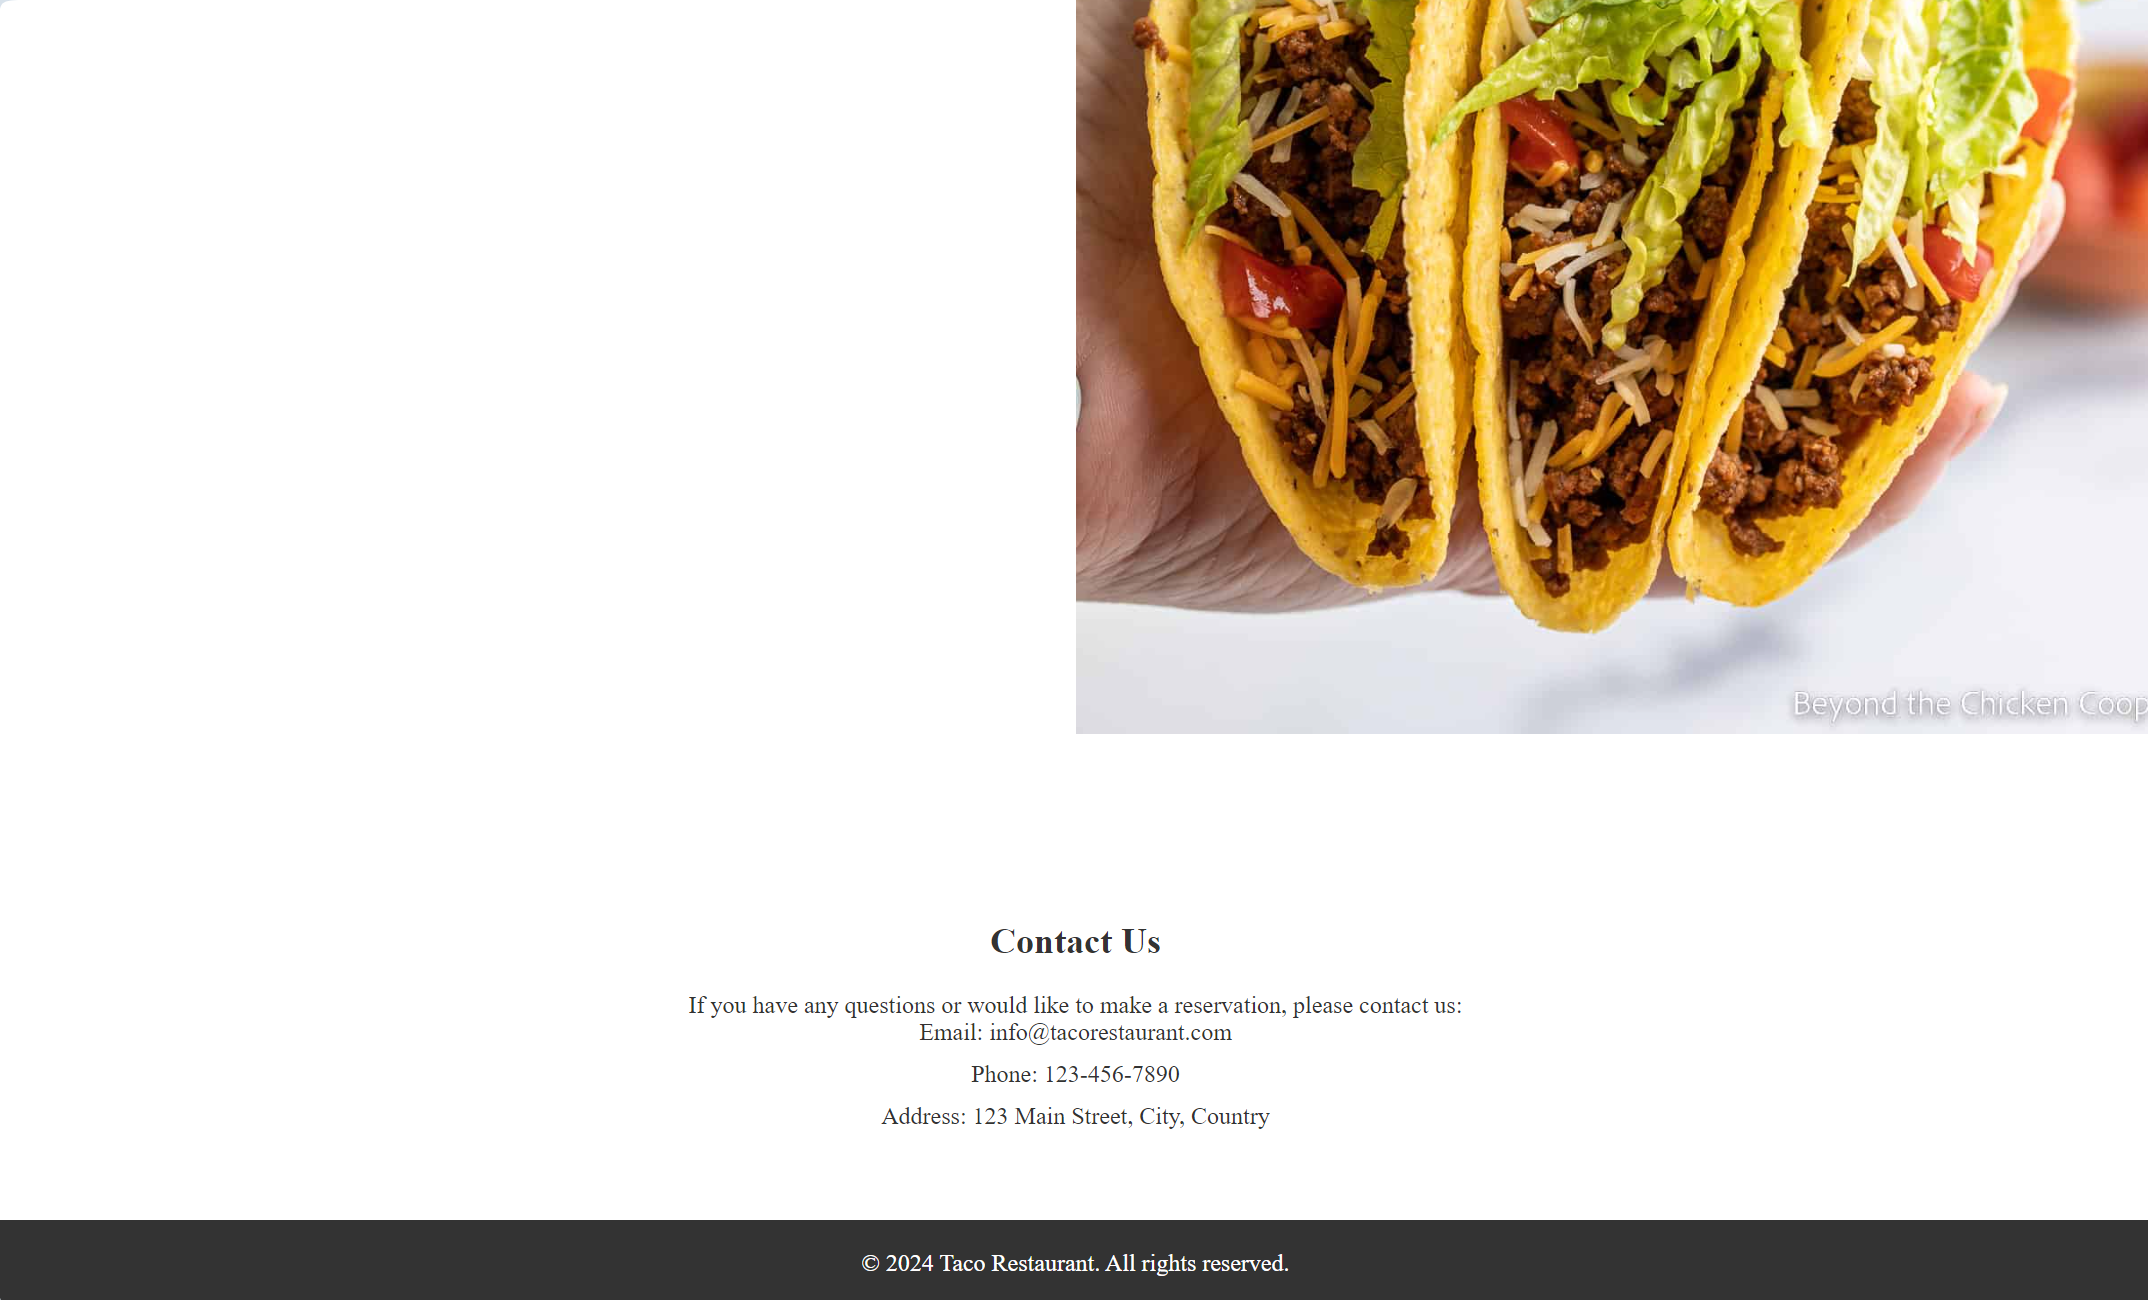 Beyond the Chicken Coop
Contact Us
If you have any questions or would like to make a reservation, please contact us:
Email: info@tacorestaurant.com
Phone: 123-456-7890
Address: 123 Main Street, City, Country
© 2024 Taco Restaurant. All rights reserved.